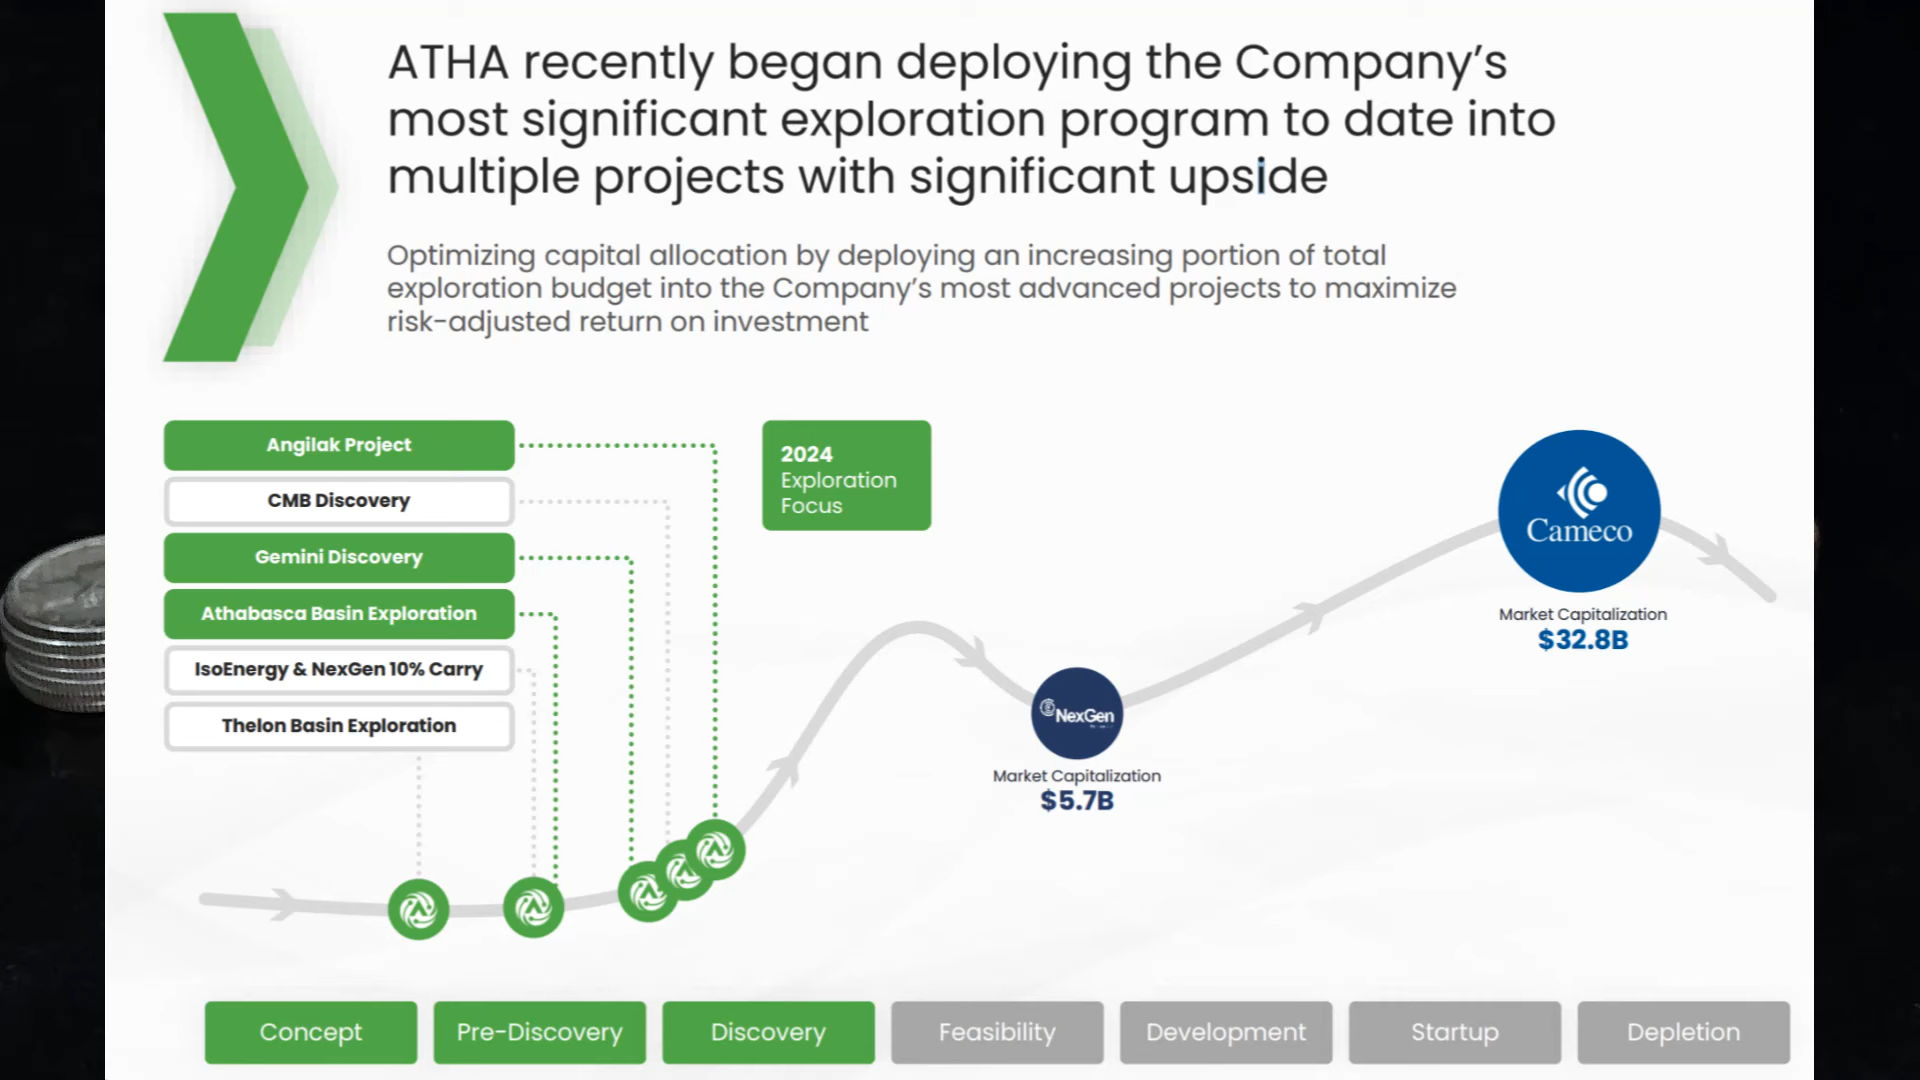 ATHA recently began deploying the Company's
most significant exploration program to date into
multiple projects with significant upside
Optimizing capital allocation by deploying an increasing portion of total
exploration budget into the Company's most advanced projects to maximize
risk-adjusted return on investment
Angilak Project
CMB Discovery
Gemini Discovery
Athabasca Basin Exploration
IsoEnergy & NexGen 10% Carry
Thelon Basin Exploration
2024
Exploration
Focus
NexGen
Market Capitalization
$5.7B
Cameco
Market Capitalization
$32.8B
Concept
Pre-Discovery
Discovery
Feasibility
Development
Startup
Depletion